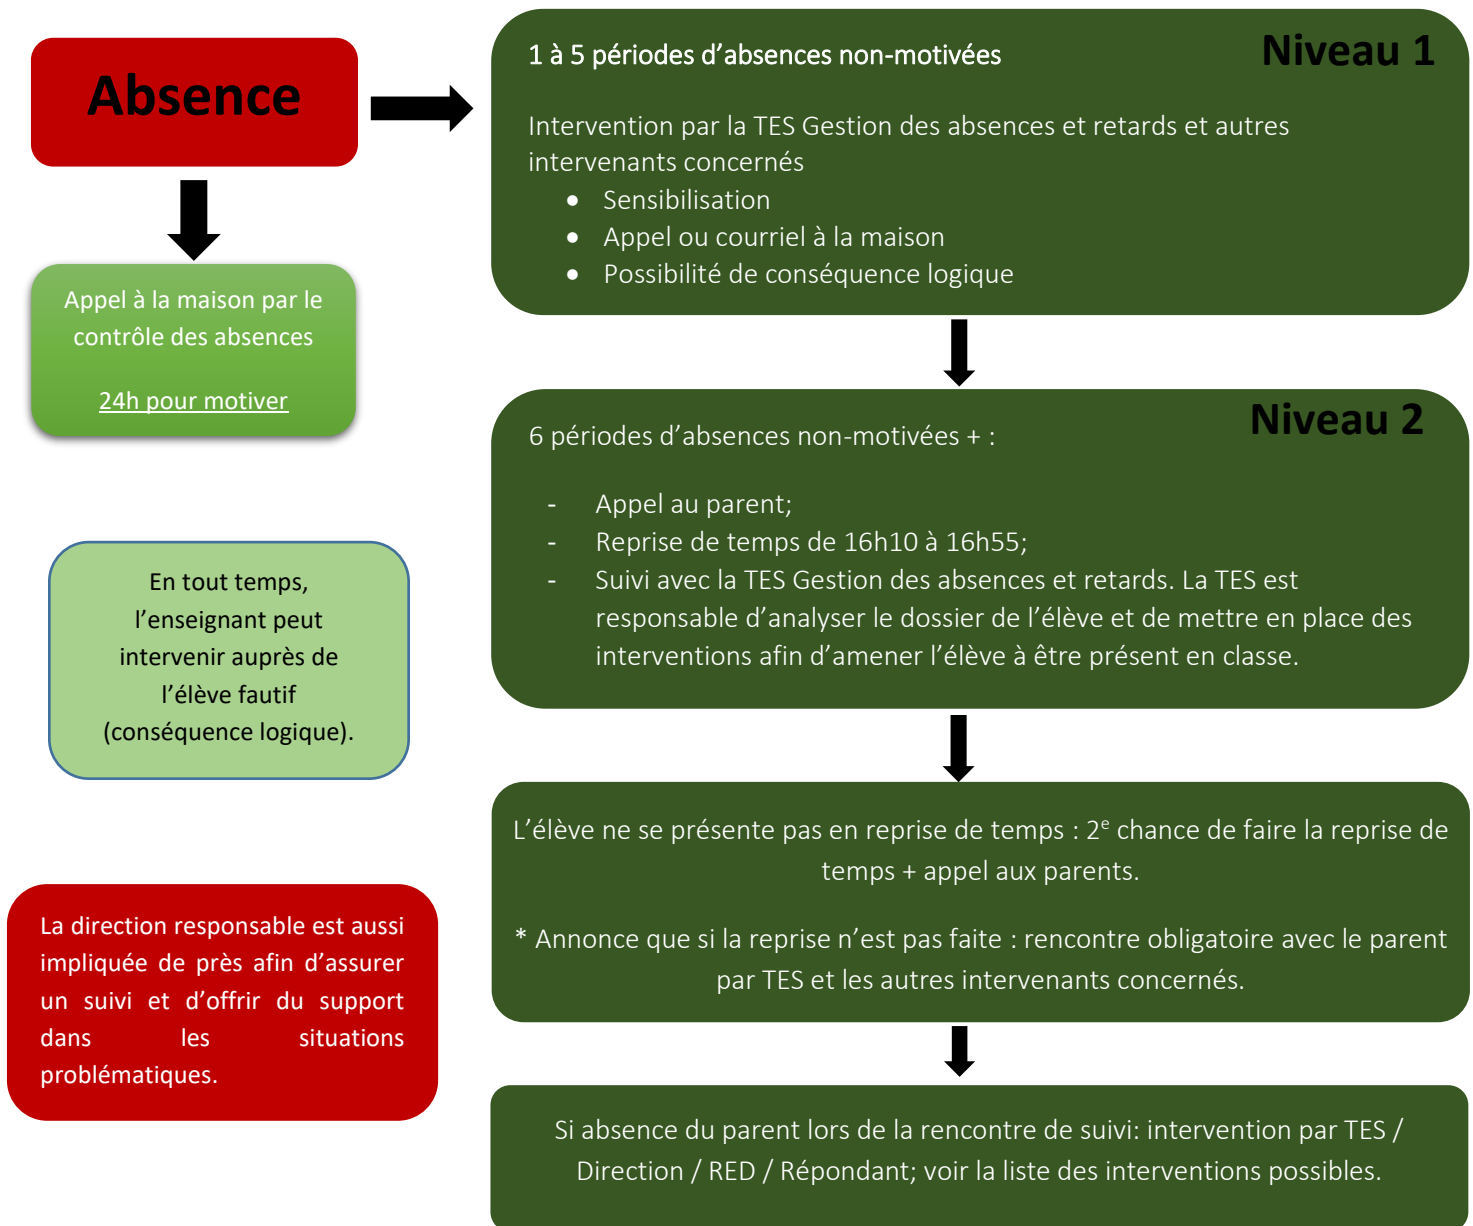 Absence
Appel à la maison par le
contrôle des absences
24h pour motiver
En tout temps,
l’enseignant peut
intervenir auprès de
l’élève fautif
(conséquence logique).
La direction responsable est aussi
impliquée de près afin d’assurer
un suivi et d’offrir du support
dans les situations
problématiques.
Niveau 1
1 à 5 périodes d’absences non-motivées
Intervention par la TES Gestion des absences et retards et autres
intervenants concernés
• Sensibilisation
• Appel ou courriel à la maison
• Possibilité de conséquence logique
Niveau 2
6 périodes d’absences non-motivées + :
- Appel au parent;
- Reprise de temps de 16h10 à 16h55;
- Suivi avec la TES Gestion des absences et retards. La TES est
responsable d’analyser le dossier de l’élève et de mettre en place des
interventions afin d’amener l’élève à être présent en classe.
L’élève ne se présente pas en reprise de temps : 2e chance de faire la reprise de
temps + appel aux parents.
* Annonce que si la reprise n’est pas faite : rencontre obligatoire avec le parent
par TES et les autres intervenants concernés.
Si absence du parent lors de la rencontre de suivi: intervention par TES /
Direction / RED / Répondant; voir la liste des interventions possibles.